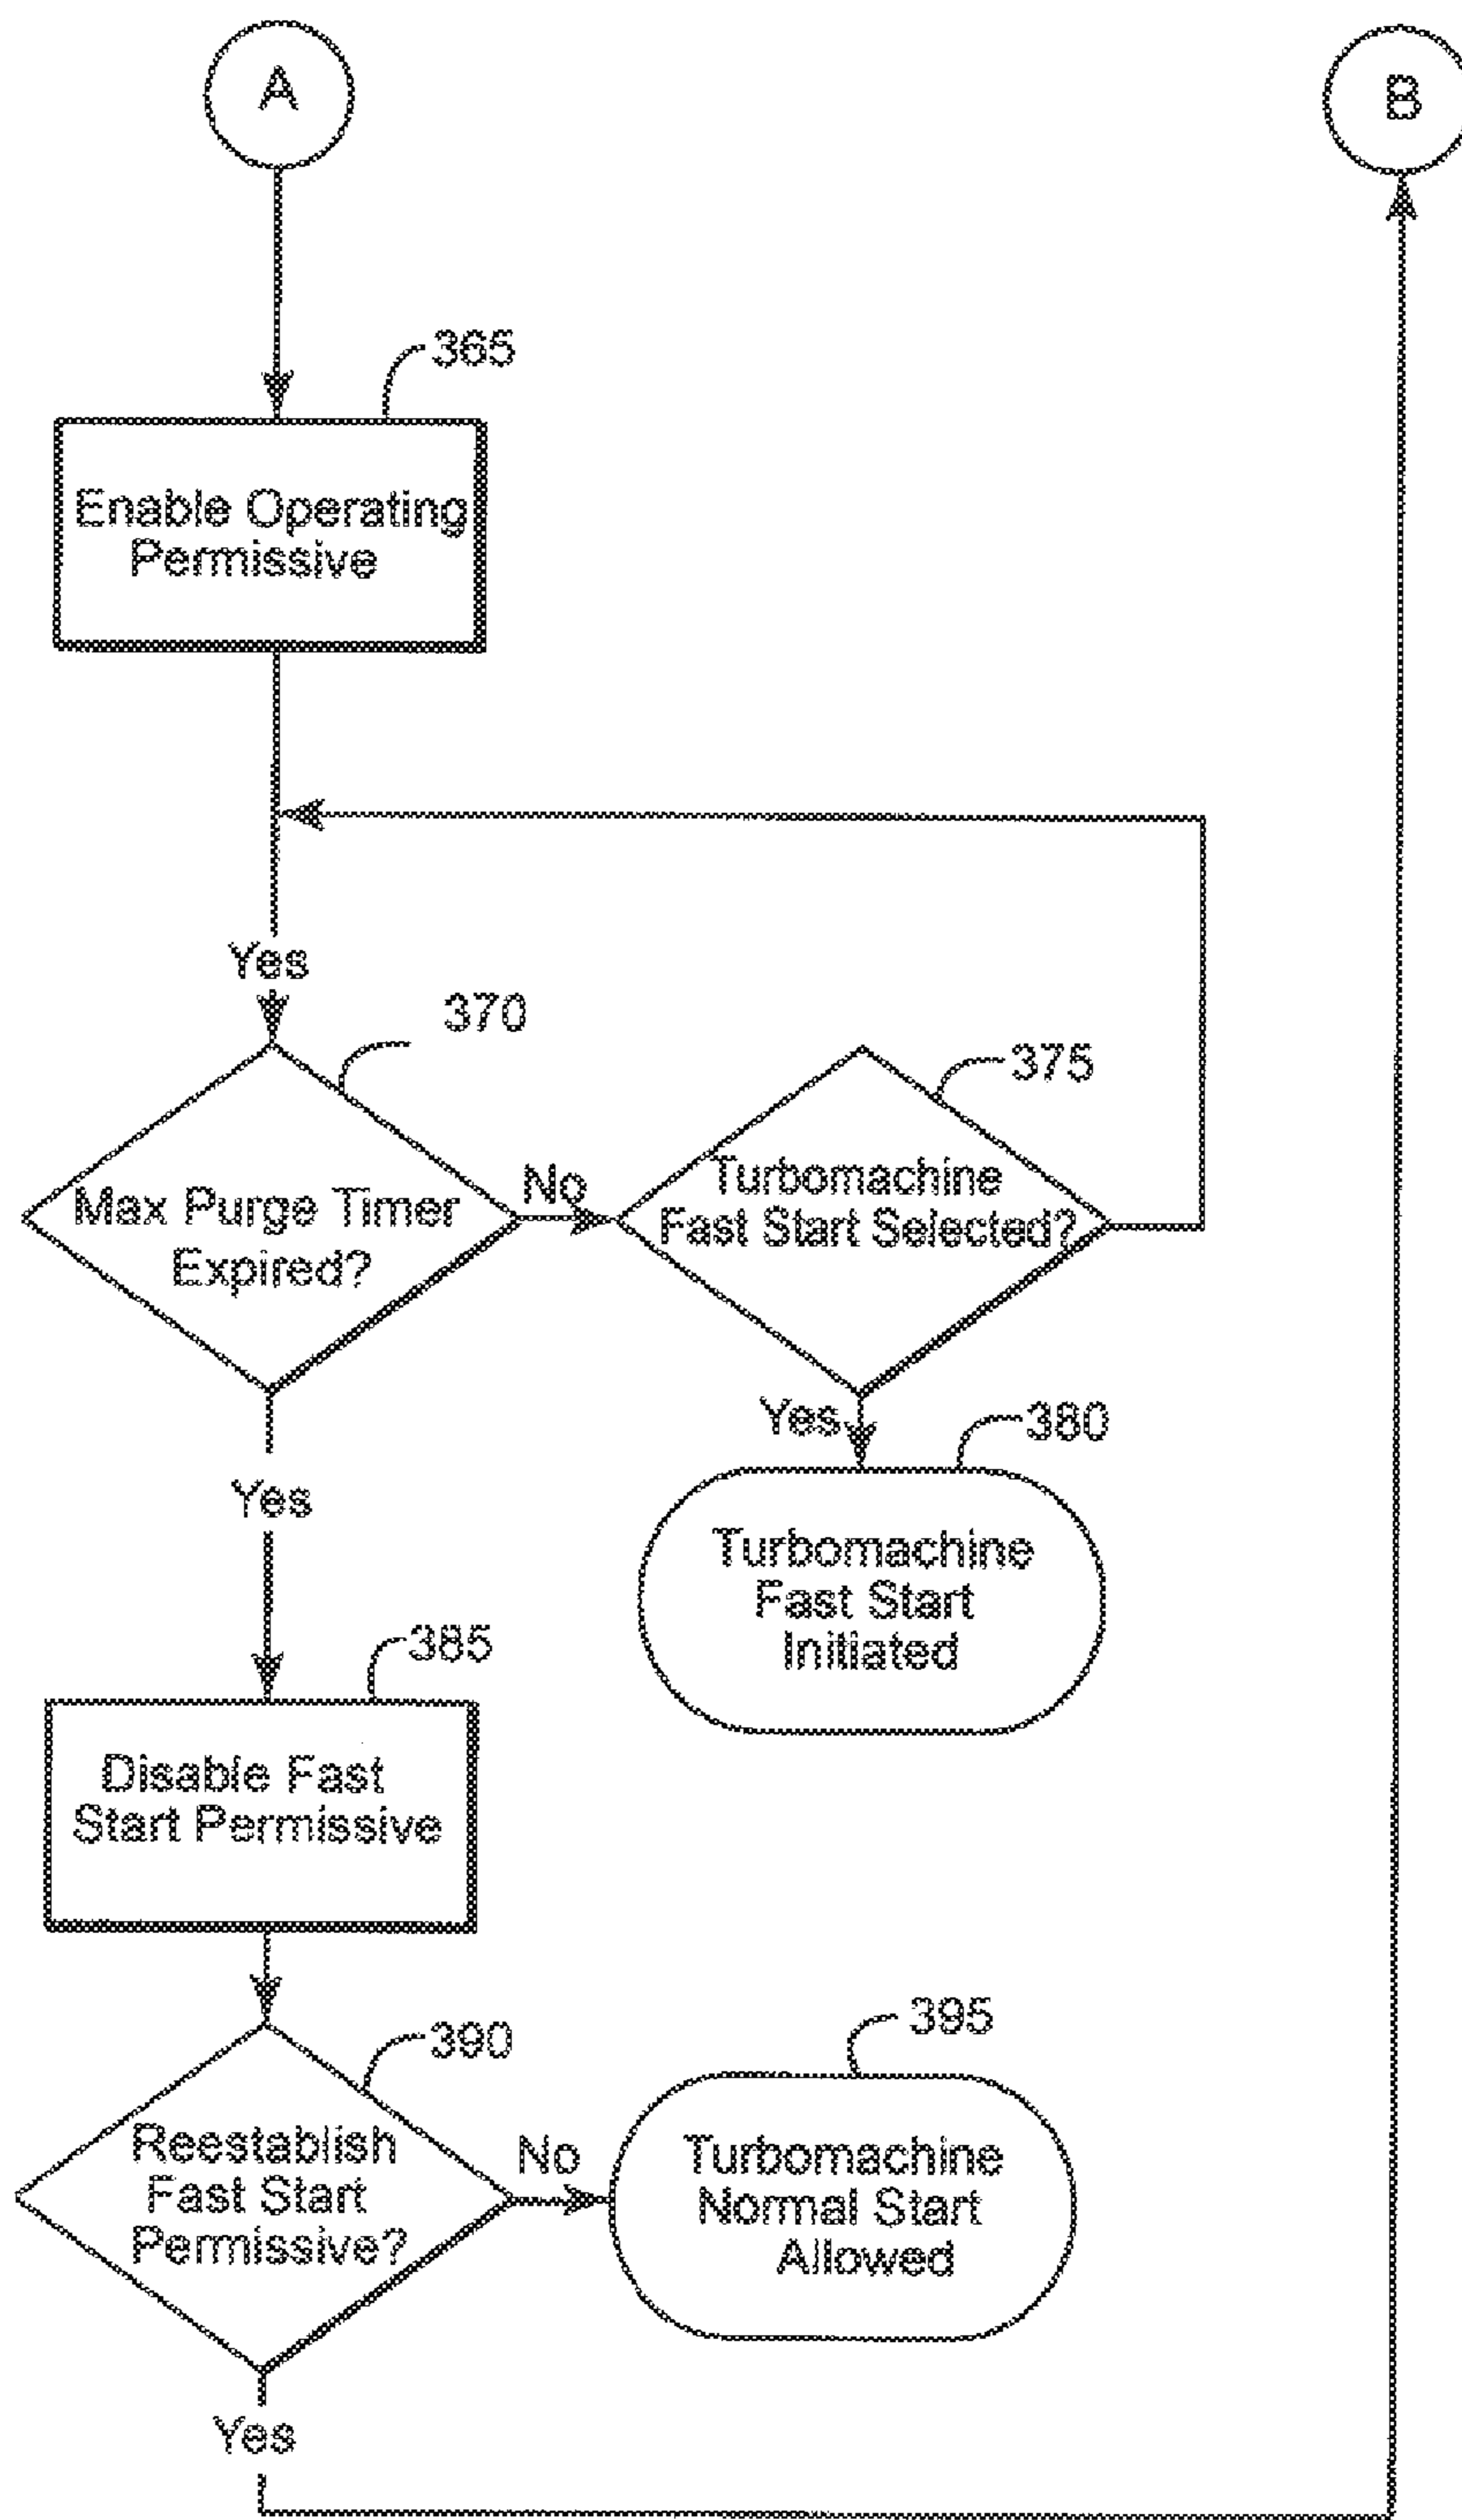 A
B
365
Enable Operating
Permissive
Yes
370
375
Max Purge Timer
Expired?
No
Turbomachine
Fast Start Selected?
Yes
Yes
380
Turbomachine
Fast Start
Initiated
385
Disable Fast
Start Permissive
390
395
Reestablish
Fast Start
Permissive?
No
Turbomachine
Normal Start
Allowed
Yes